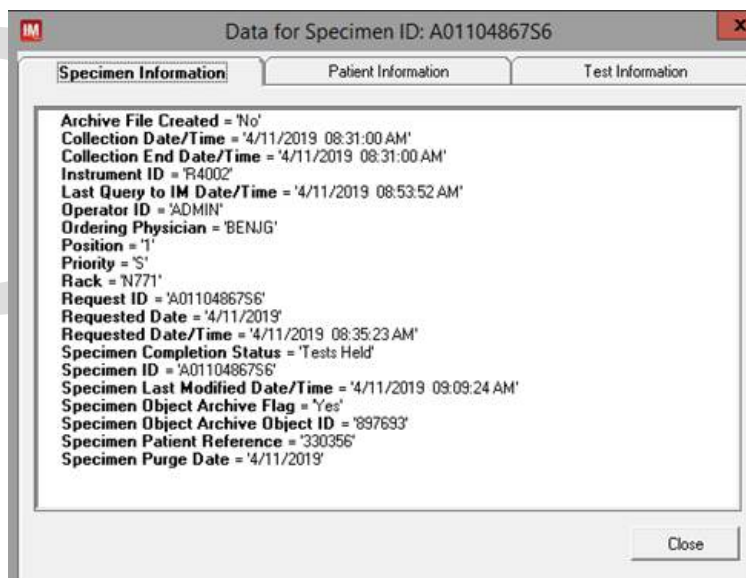 IM
Data for Specimen ID: A01104867S6
x
Specimen Information
Patient Information
Test Information
Archive File Created = 'No'
Collection Date/Time = '4/11/2019 08:31:00 AM'
Collection End Date/Time = '4/11/2019 08:31:00 AM'
Instrument ID = 'R4002'
Last Query to IM Date/Time = '4/11/2019 08:53:52 AM'
Operator ID = 'ADMIN'
Ordering Physician = 'BENJG'
Position = '1'
Priority = 'S'
Rack = 'N771'
Request ID = 'A01104867S6'
Requested Date = '4/11/2019'
Requested Date/Time = '4/11/2019 08:35:23 AM'
Specimen Completion Status = 'Tests Held'
Specimen ID = 'A01104867S6'
Specimen Last Modified Date/Time = '4/11/2019 09:09:24 AM'
Specimen Object Archive Flag = 'Yes'
Specimen Object Archive Object ID = '897693'
Specimen Patient Reference = '330356'
Specimen Purge Date = '4/11/2019'
Close